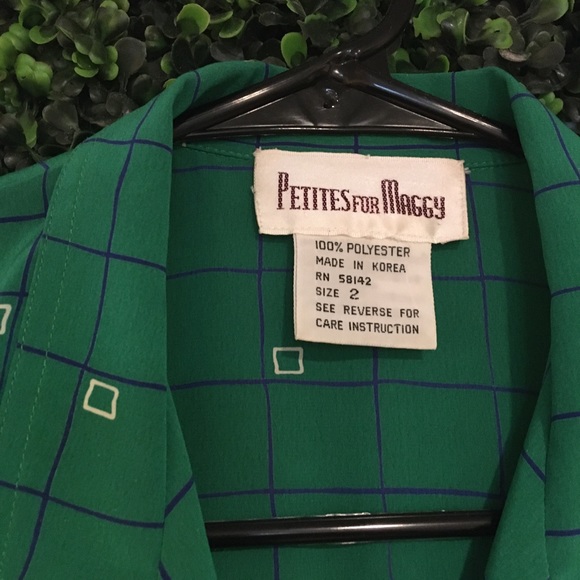 PETITES FOR MAGGY
100% POLYESTER
MADE IN KOREA
RN 58142
SIZE 2
SEE REVERSE FOR
CARE INSTRUCTION